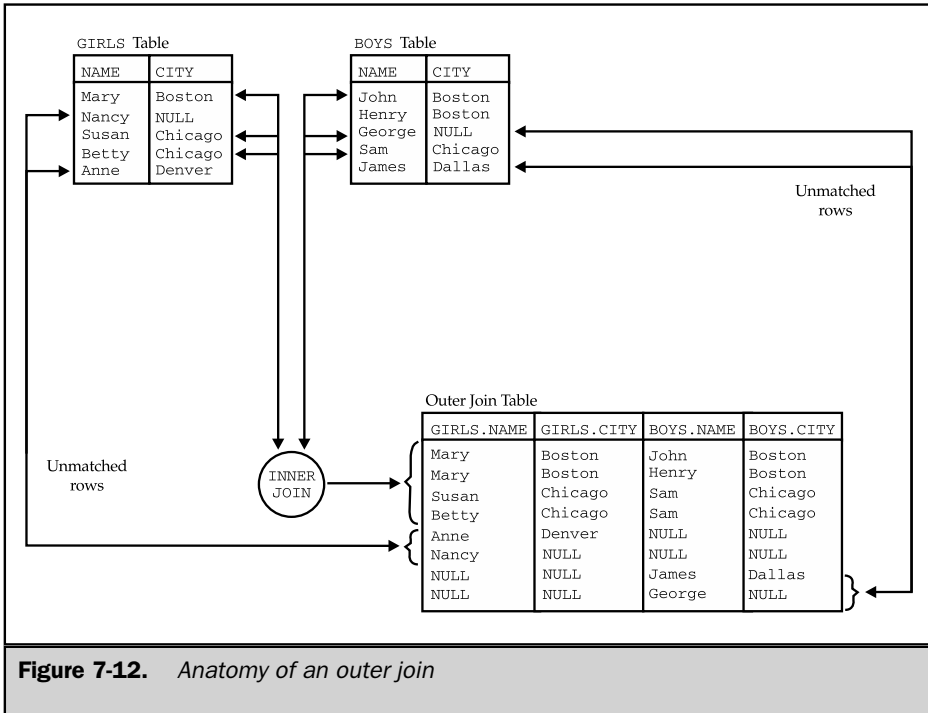 GIRLS Table
NAME CITY
Mary Boston
Nancy NULL
Susan Chicago
Betty Chicago
Anne Denver
BOYS Table
NAME CITY
John Boston
Henry Boston
George NULL
Sam Chicago
James Dallas
Unmatched
rows
Unmatched
rows
INNER
JOIN
Outer Join Table
GIRLS.NAME GIRLS.CITY BOYS.NAME BOYS.CITY
Mary Boston John Boston
Mary Boston Henry Boston
Susan Chicago Sam Chicago
Betty Chicago Sam Chicago
Anne Denver NULL NULL
Nancy NULL NULL NULL
NULL NULL James Dallas
NULL NULL George NULL
Figure 7-12. Anatomy of an outer join